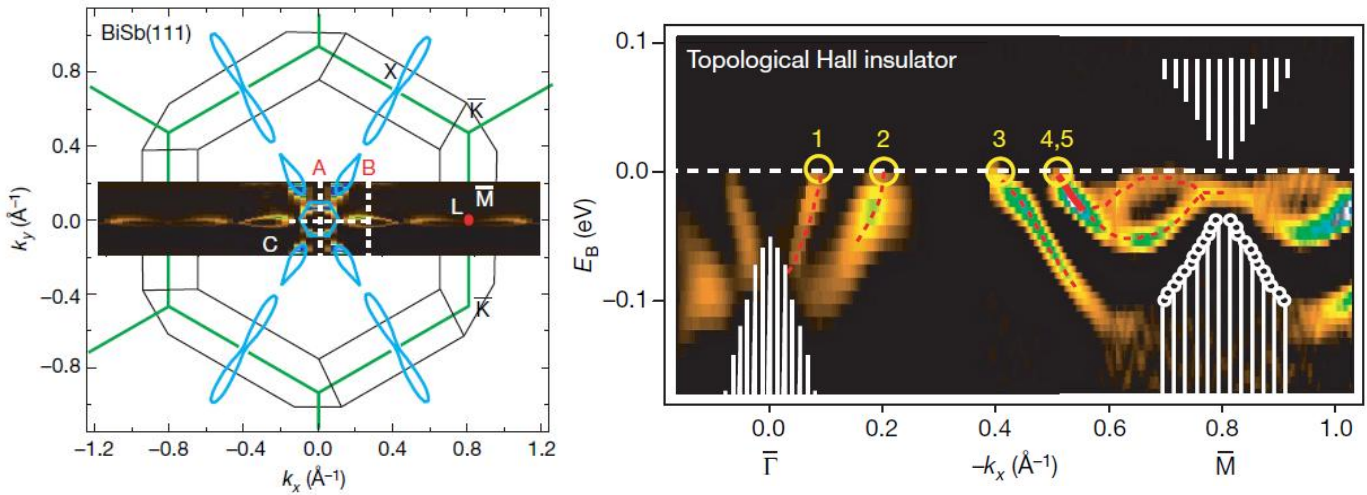 BiSb(111)
0.8
0.4
0.0
−0.4
−0.8
k_y (Å⁻¹)
X
K̅
A
B
M̅
L
C
K̅
−1.2
−0.8
−0.4
0.0
0.4
0.8
1.2
k_x (Å⁻¹)
0.1
Topological Hall insulator
1
2
3
4,5
0.0
−0.1
E_B (eV)
0.0
0.2
0.4
0.6
0.8
1.0
Γ̅
-k_x (Å⁻¹)
M̅